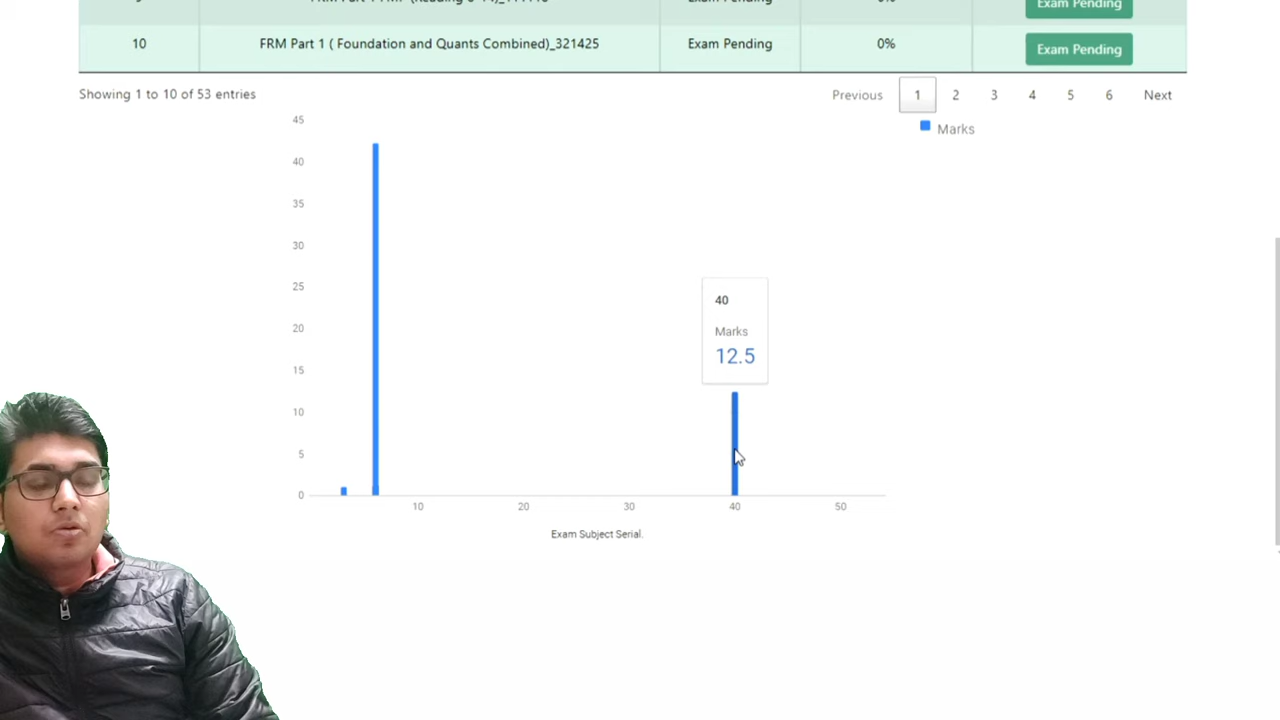 Exam Pending
10 FRM Part 1 ( Foundation and Quants Combined)_321425 Exam Pending 0% Exam Pending
Showing 1 to 10 of 53 entries
Previous 1 2 3 4 5 6 Next
Marks
45
40
35
30
25
20
15
10
5
0
40
Marks
12.5
10 20 30 40 50
Exam Subject Serial.